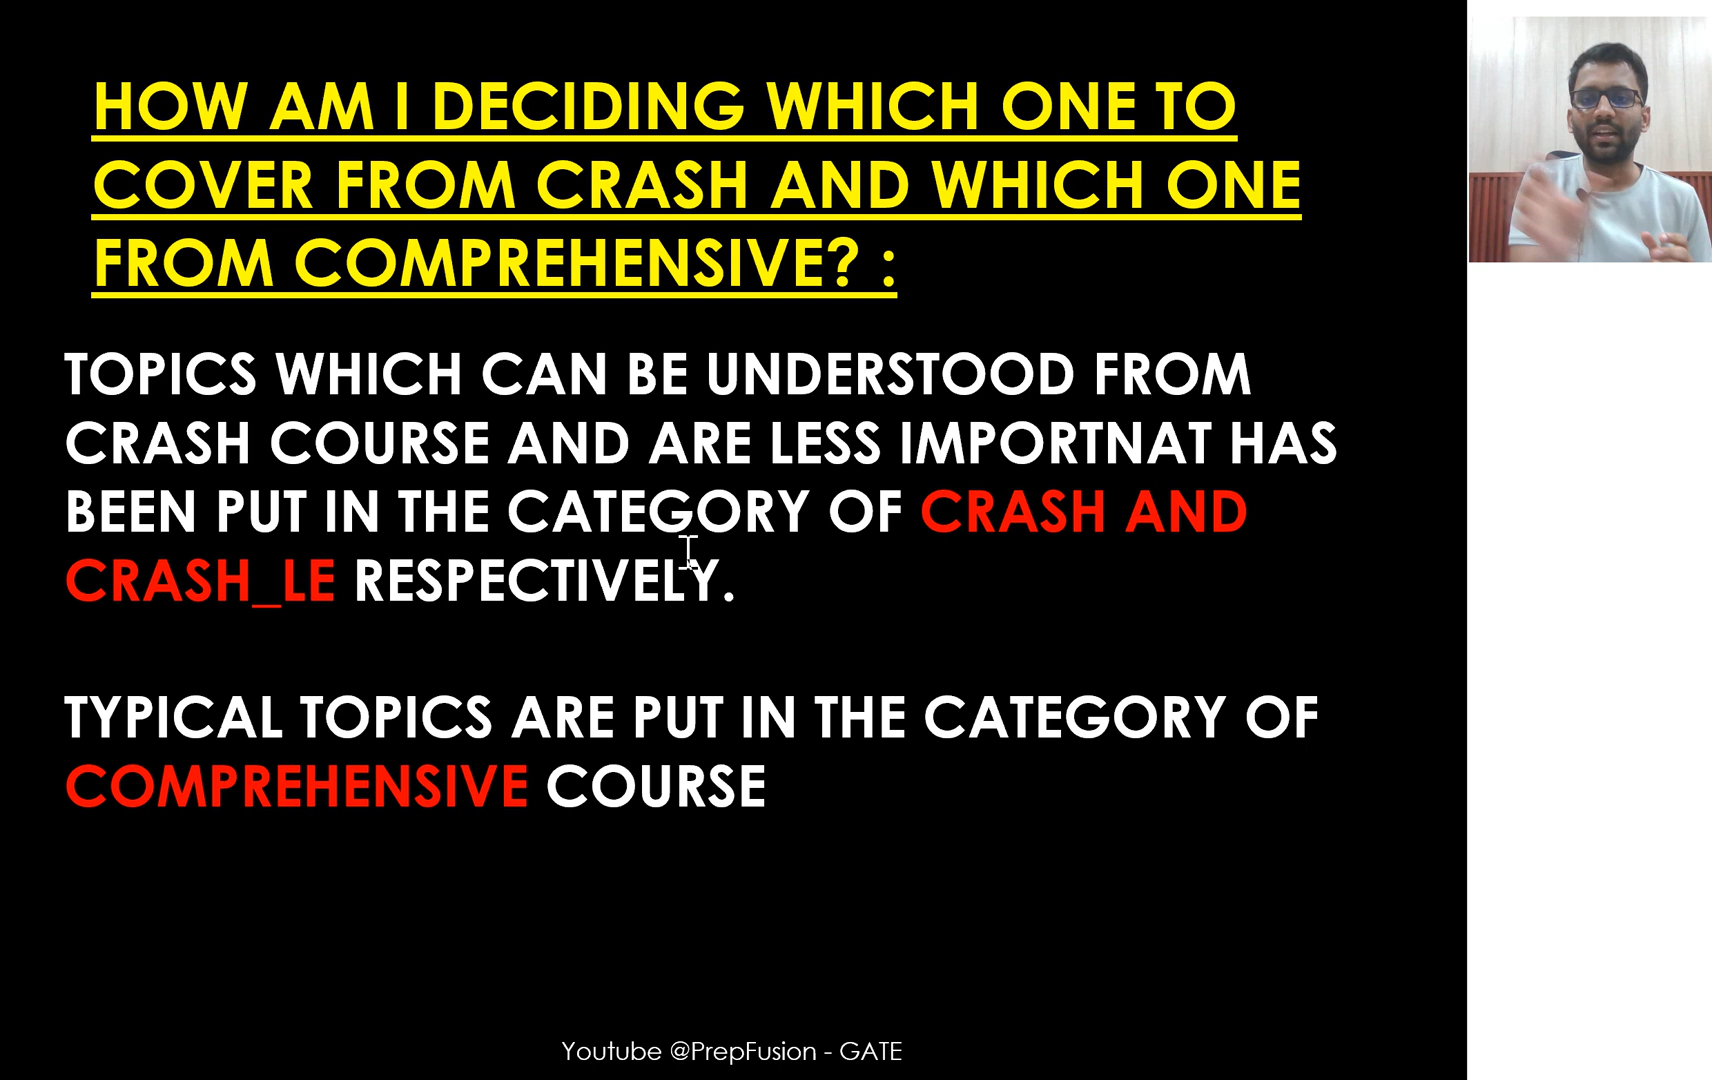 HOW AM I DECIDING WHICH ONE TO
COVER FROM CRASH AND WHICH ONE
FROM COMPREHENSIVE? :
TOPICS WHICH CAN BE UNDERSTOOD FROM
CRASH COURSE AND ARE LESS IMPORTNAT HAS
BEEN PUT IN THE CATEGORY OF CRASH AND
CRASH_LE RESPECTIVELY.
TYPICAL TOPICS ARE PUT IN THE CATEGORY OF
COMPREHENSIVE COURSE
Youtube @PrepFusion - GATE